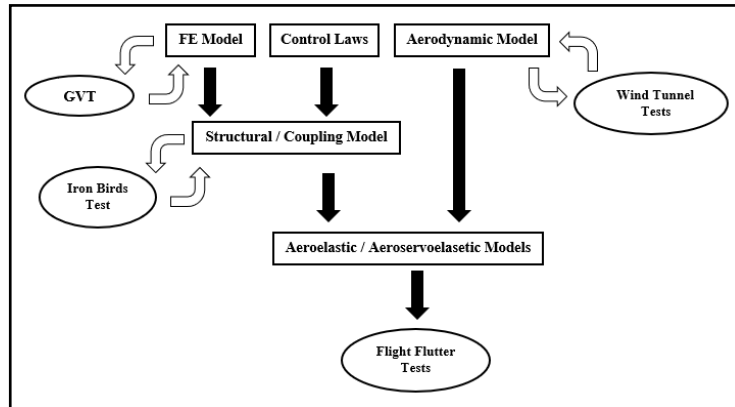 FE Model
Control Laws
Aerodynamic Model
GVT
Wind Tunnel
Tests
Structural / Coupling Model
Iron Birds
Test
Aeroelastic / Aeroservoelasetic Models
Flight Flutter
Tests